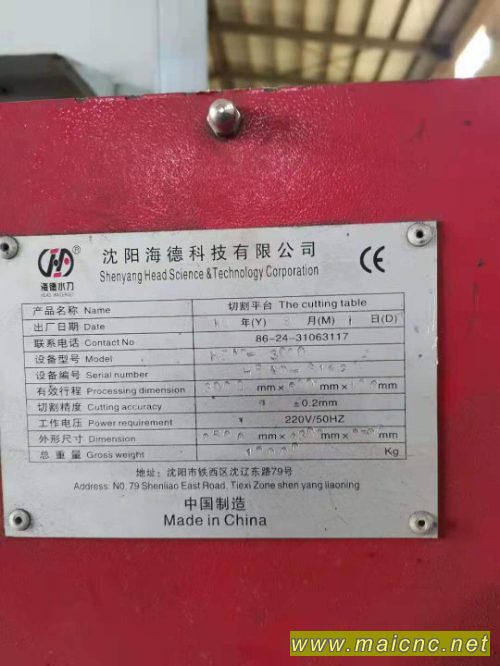 海德水刀
HEAD WATERJET
®
沈阳海德科技有限公司
Shenyang Head Science & Technology Corporation
CE
产品名称 Name 切割平台 The cutting table
出厂日期 Date 年(Y) 月(M) 日(D)
联系电话 Contact No 86-24-31063117
设备型号 Model
设备编号 Serial number
有效行程 Processing dimension mm× mm× mm
切割精度 Cutting accuracy ±0.2mm
工作电压 Power requirement 220V/50HZ
外形尺寸 Dimension mm× mm× mm
总重量 Gross weight Kg
地址: 沈阳市铁西区沈辽东路79号
Address: N0. 79 Shenliao East Road, Tiexi Zone shen yang liaoning
中国制造
Made in China
www.maicnc.net